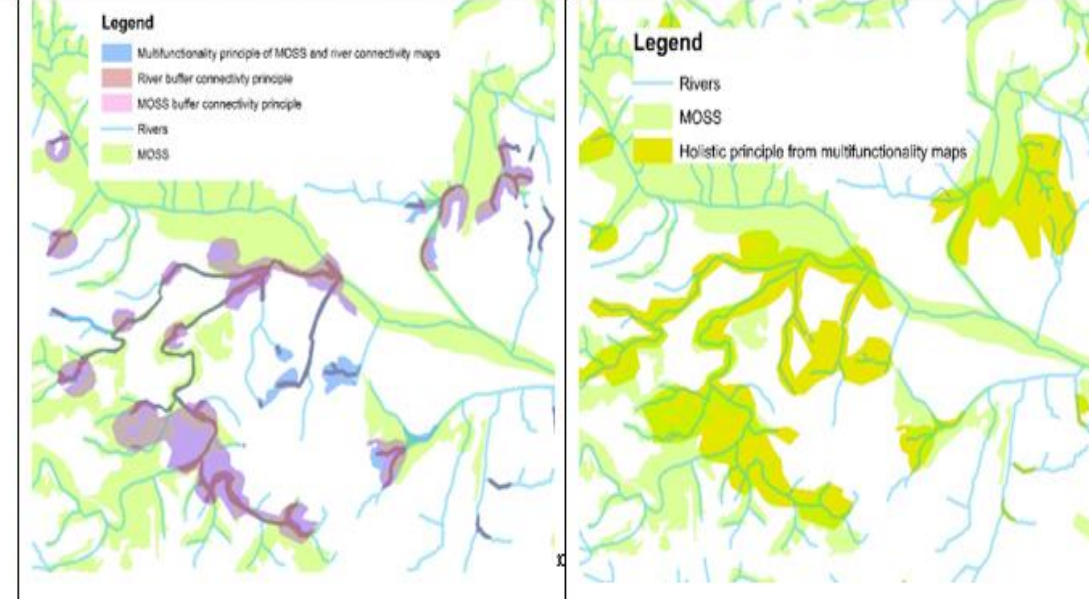 Legend
Multifunctionality principle of MOSS and river connectivity maps
River buffer connectivty principle
MOSS buffer connectivity principle
Rivers
MOSS
Legend
Rivers
MOSS
Holistic principle from multifunctionality maps